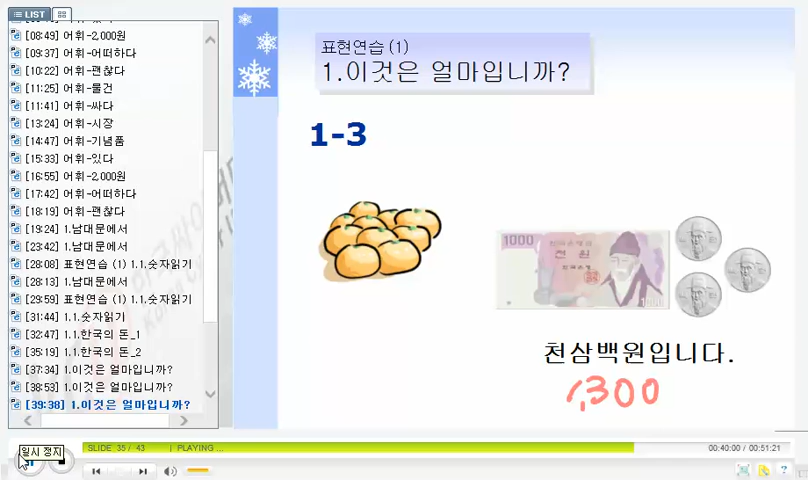 LIST
[08:49] 어휘-2,000원
[09:37] 어휘-어떠하다
[10:22] 어휘-괜찮다
[11:25] 어휘-물건
[11:41] 어휘-싸다
[13:24] 어휘-시장
[14:47] 어휘-기념품
[15:33] 어휘-있다
[16:55] 어휘-2,000원
[17:42] 어휘-어떠하다
[18:19] 어휘-괜찮다
[19:24] 1.남대문에서
[23:42] 1.남대문에서
[28:08] 표현연습 (1) 1.1.숫자읽기
[28:13] 1.남대문에서
[29:59] 표현연습 (1) 1.1.숫자읽기
[31:44] 1.1.숫자읽기
[32:47] 1.1.한국의 돈_1
[35:19] 1.1.한국의 돈_2
[37:34] 1.이것은 얼마입니까?
[38:53] 1.이것은 얼마입니까?
[39:38] 1.이것은 얼마입니까?
표현연습 (1)
1.이것은 얼마입니까?
1-3
1000
천 원
천삼백원입니다.
1,300
일시 정지
SLIDE 35 / 43 | PLAYING ...
00:40:00 / 00:51:21